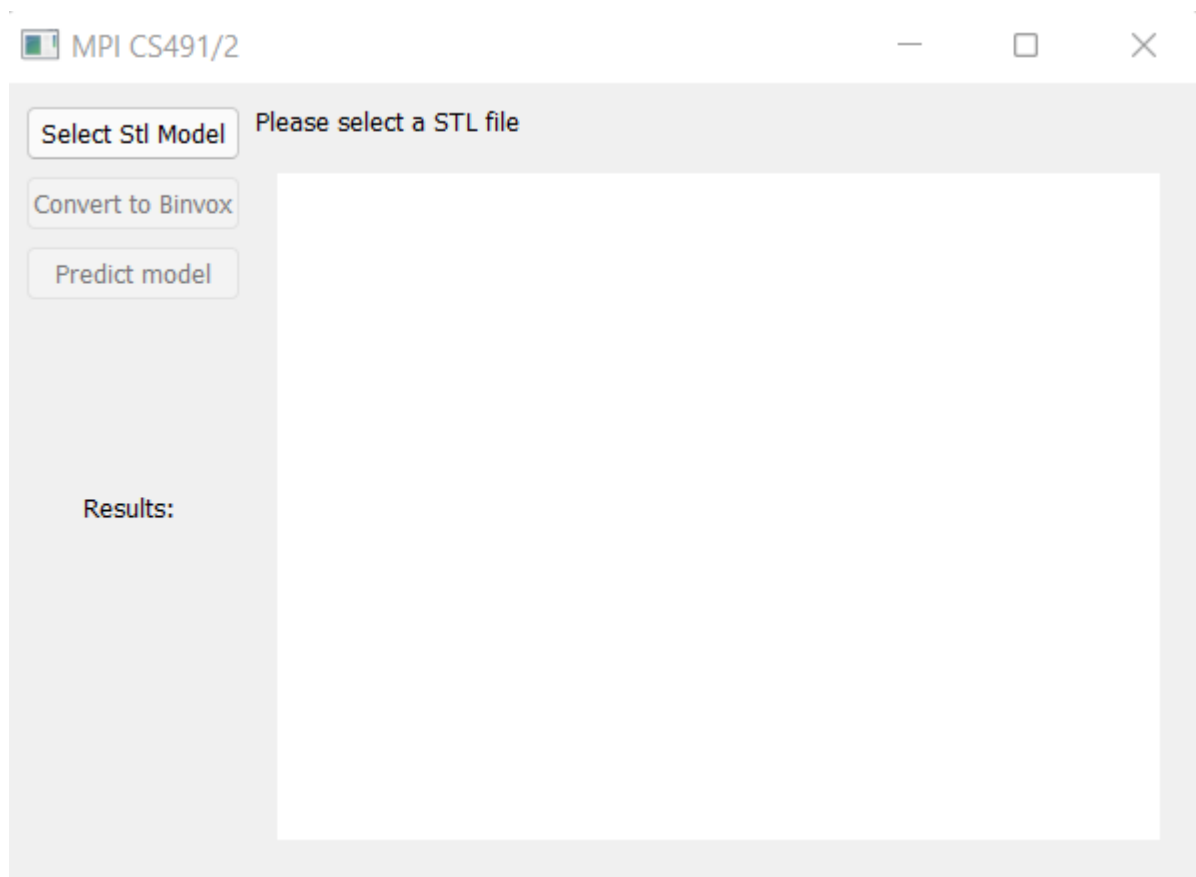 MPI CS491/2
Select Stl Model
Please select a STL file
Convert to Binvox
Predict model
Results: